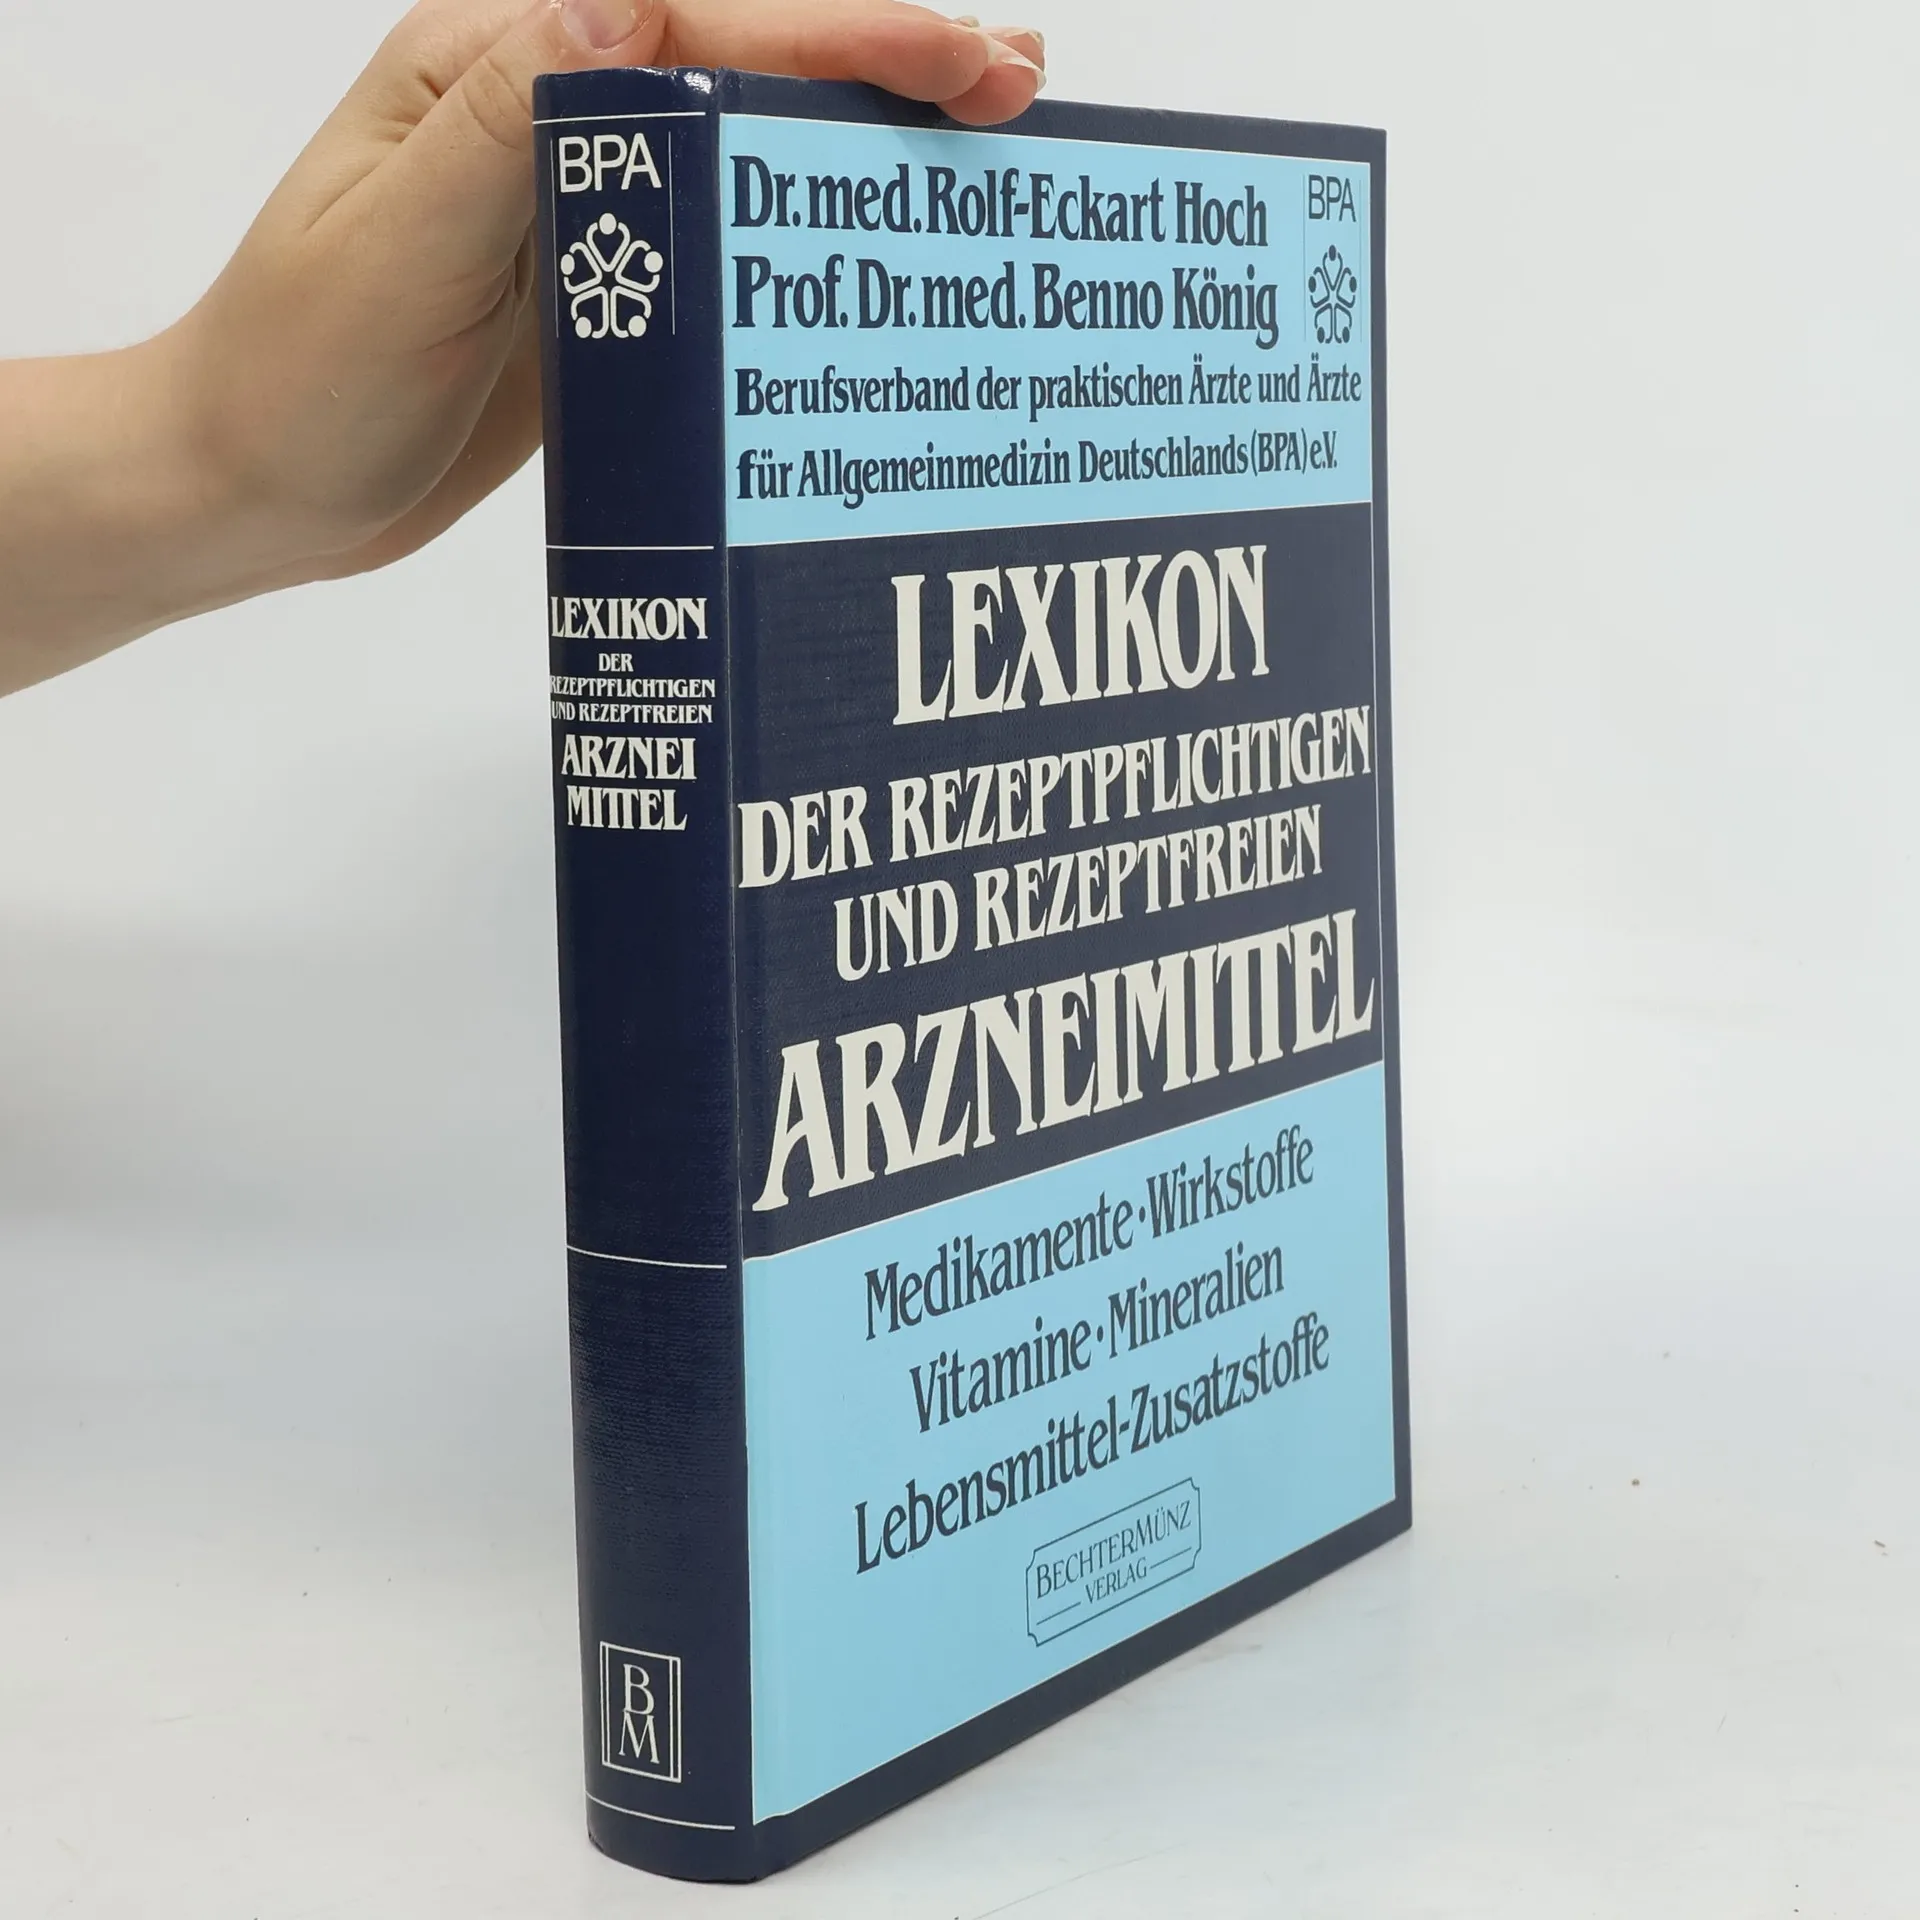 BPA
LEXIKON
DER
REZEPTPFLICHTIGEN
UND REZEPTFREIEN
ARZNEI
MITTEL
B
M
Dr. med. Rolf-Eckart Hoch
Prof. Dr. med. Benno König
BPA
Berufsverband der praktischen Ärzte und Ärzte
für Allgemeinmedizin Deutschlands (BPA) e.V.
LEXIKON
DER REZEPTPFLICHTIGEN
UND REZEPTFREIEN
ARZNEIMITTEL
Medikamente · Wirkstoffe
Vitamine · Mineralien
Lebensmittel-Zusatzstoffe
BECHTERMÜNZ
VERLAG